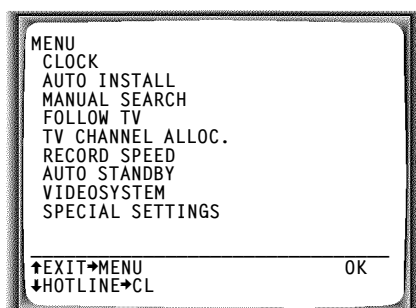 MENU
CLOCK
AUTO INSTALL
MANUAL SEARCH
FOLLOW TV
TV CHANNEL ALLOC.
RECORD SPEED
AUTO STANDBY
VIDEOSYSTEM
SPECIAL SETTINGS
↑EXIT→MENU OK
↓HOTLINE→CL